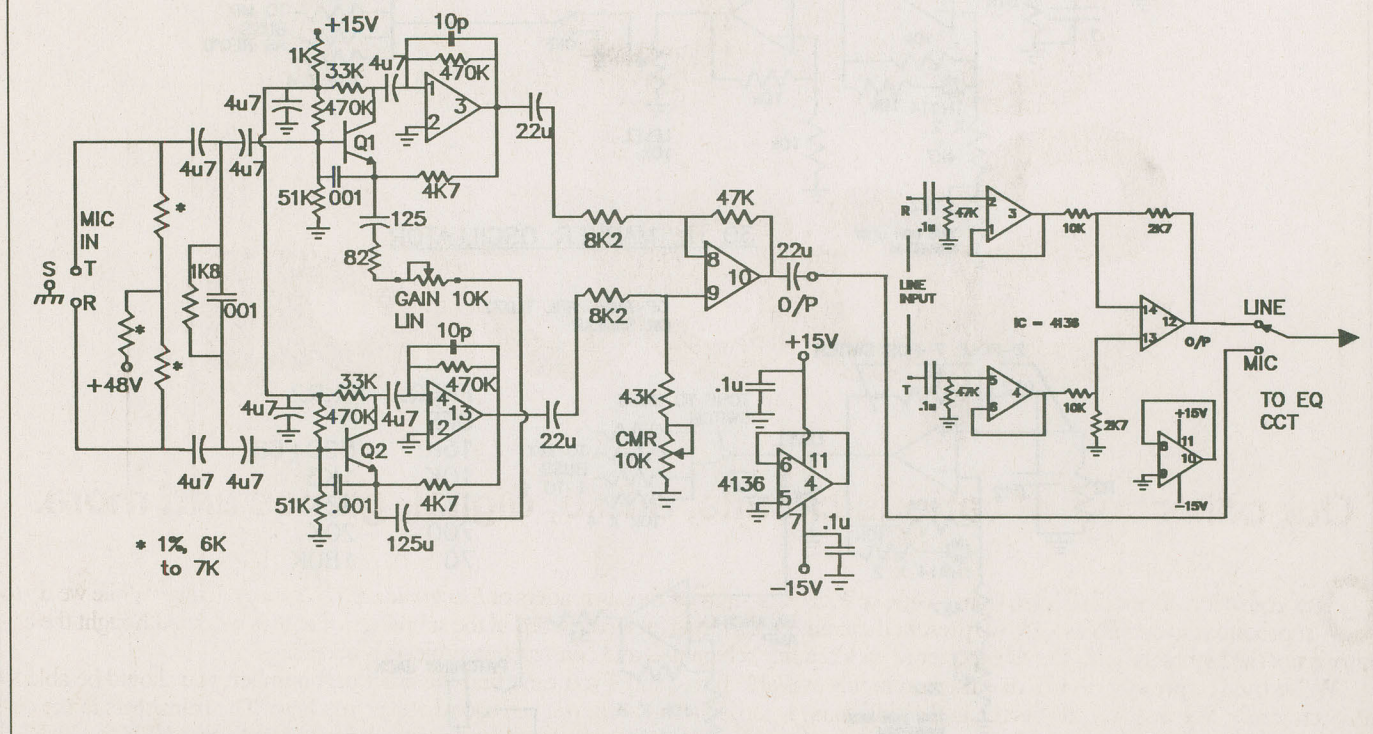 +15V
10p
1K
4u7
33K
470K
4u7
470K
1
3
2
22u
Q1
4u7
4u7
51K
001
4K7
*
MIC
IN
125
47K
8K2
82
S
T
R
1K8
001
GAIN
LIN
10K
8
10
9
22u
O/P
8K2
*
*
+48V
10p
33K
470K
4u7
470K
4u7
14
13
12
22u
Q2
4u7
4u7
51K
.001
4K7
125u
43K
CMR
10K
+15V
.1u
6
11
4136
4
5
7
.1u
-15V
* 1%, 6K
to 7K
R
.1u
47K
2
3
1
10K
2K7
LINE
INPUT
IC = 4136
14
12
13
O/P
LINE
MIC
T
.1u
47K
5
4
6
10K
2K7
TO EQ
CCT
+15V
8
11
10
9
-15V